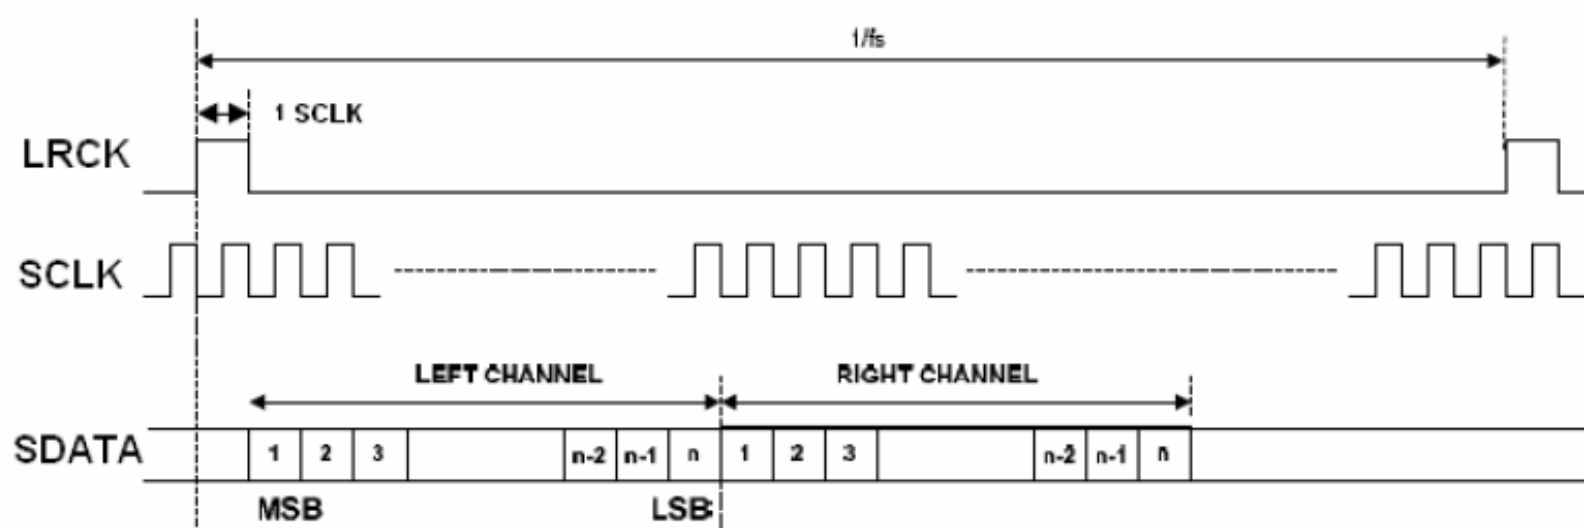 1/fs
1 SCLK
LRCK
SCLK
LEFT CHANNEL RIGHT CHANNEL
SDATA 1 2 3 n-2 n-1 n 1 2 3 n-2 n-1 n
MSB LSB